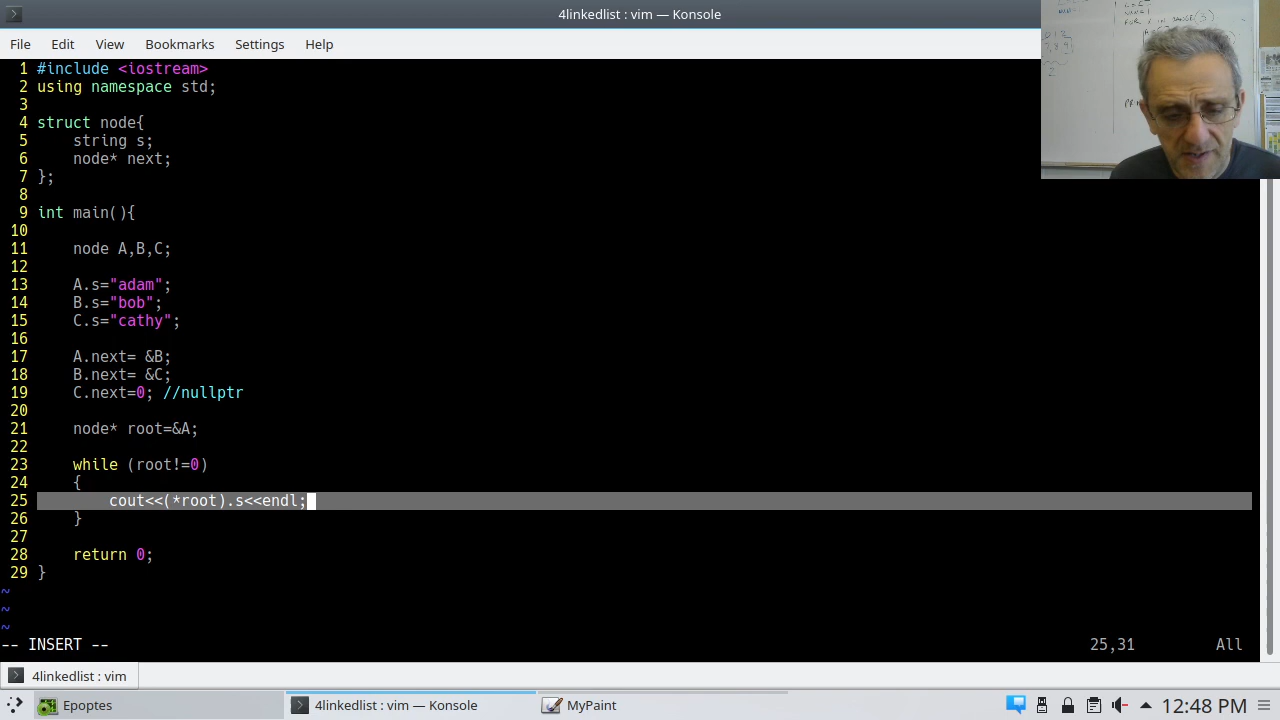 4linkedlist : vim — Konsole
File Edit View Bookmarks Settings Help
1 #include <iostream>
2 using namespace std;
3
4 struct node{
5     string s;
6     node* next;
7 };
8
9 int main(){
10
11     node A,B,C;
12
13     A.s="adam";
14     B.s="bob";
15     C.s="cathy";
16
17     A.next= &B;
18     B.next= &C;
19     C.next=0; //nullptr
20
21     node* root=&A;
22
23     while (root!=0)
24     {
25         cout<<(*root).s<<endl;
26     }
27
28     return 0;
29 }
~
~
~
-- INSERT -- 25,31 All
4linkedlist : vim
Epoptes 4linkedlist : vim — Konsole MyPaint 12:48 PM